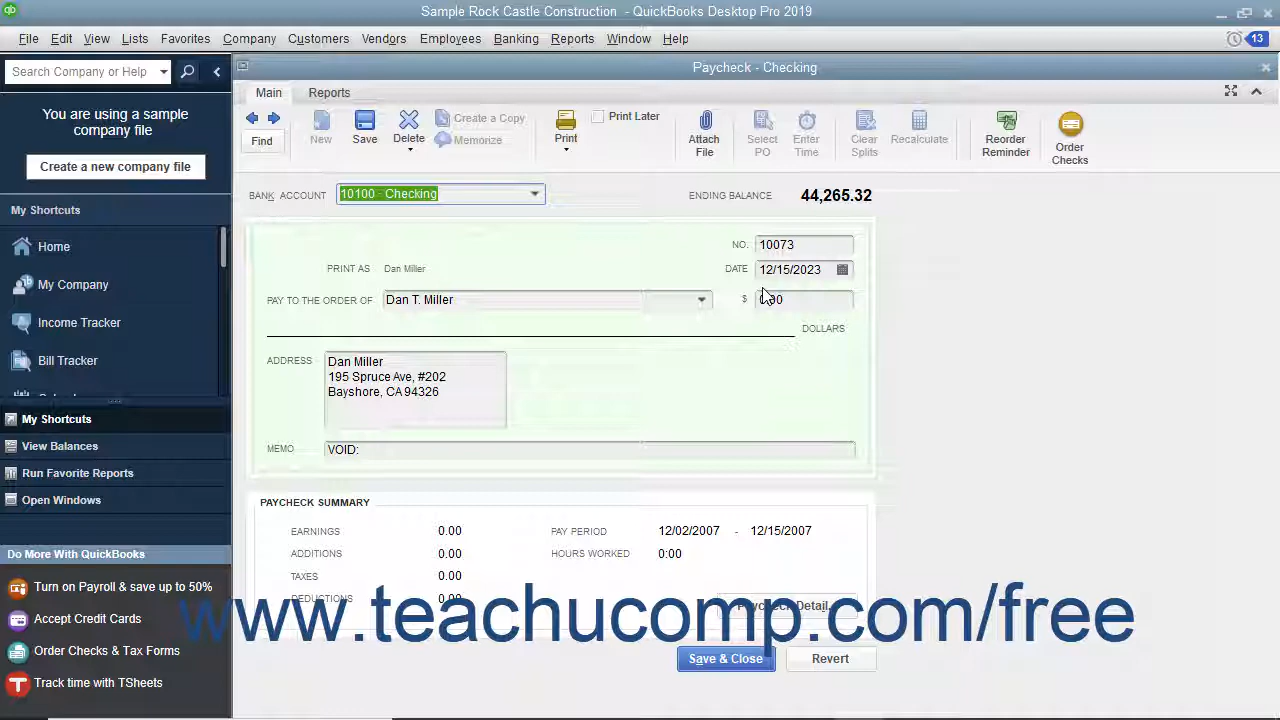 Sample Rock Castle Construction - QuickBooks Desktop Pro 2019
File Edit View Lists Favorites Company Customers Vendors Employees Banking Reports Window Help
13
Search Company or Help
Paycheck - Checking
You are using a sample
company file
Create a new company file
My Shortcuts
Home
My Company
Income Tracker
Bill Tracker
My Shortcuts
View Balances
Run Favorite Reports
Open Windows
Do More With QuickBooks
Turn on Payroll & save up to 50%
Accept Credit Cards
Order Checks & Tax Forms
Track time with TSheets
Main Reports
Find
New
Save
Delete
Create a Copy
Memorize
Print
Print Later
Attach
File
Select
PO
Enter
Time
Clear
Splits
Recalculate
Reorder
Reminder
Order
Checks
BANK ACCOUNT 10100 · Checking ENDING BALANCE 44,265.32
NO. 10073
PRINT AS Dan Miller DATE 12/15/2023
PAY TO THE ORDER OF Dan T. Miller $
DOLLARS
ADDRESS Dan Miller
195 Spruce Ave, #202
Bayshore, CA 94326
MEMO VOID:
PAYCHECK SUMMARY
EARNINGS 0.00 PAY PERIOD 12/02/2007 - 12/15/2007
ADDITIONS 0.00 HOURS WORKED 0:00
TAXES 0.00
DEDUCTIONS 0.00
Paycheck Detail...
www.teachucomp.com/free
Save & Close Revert